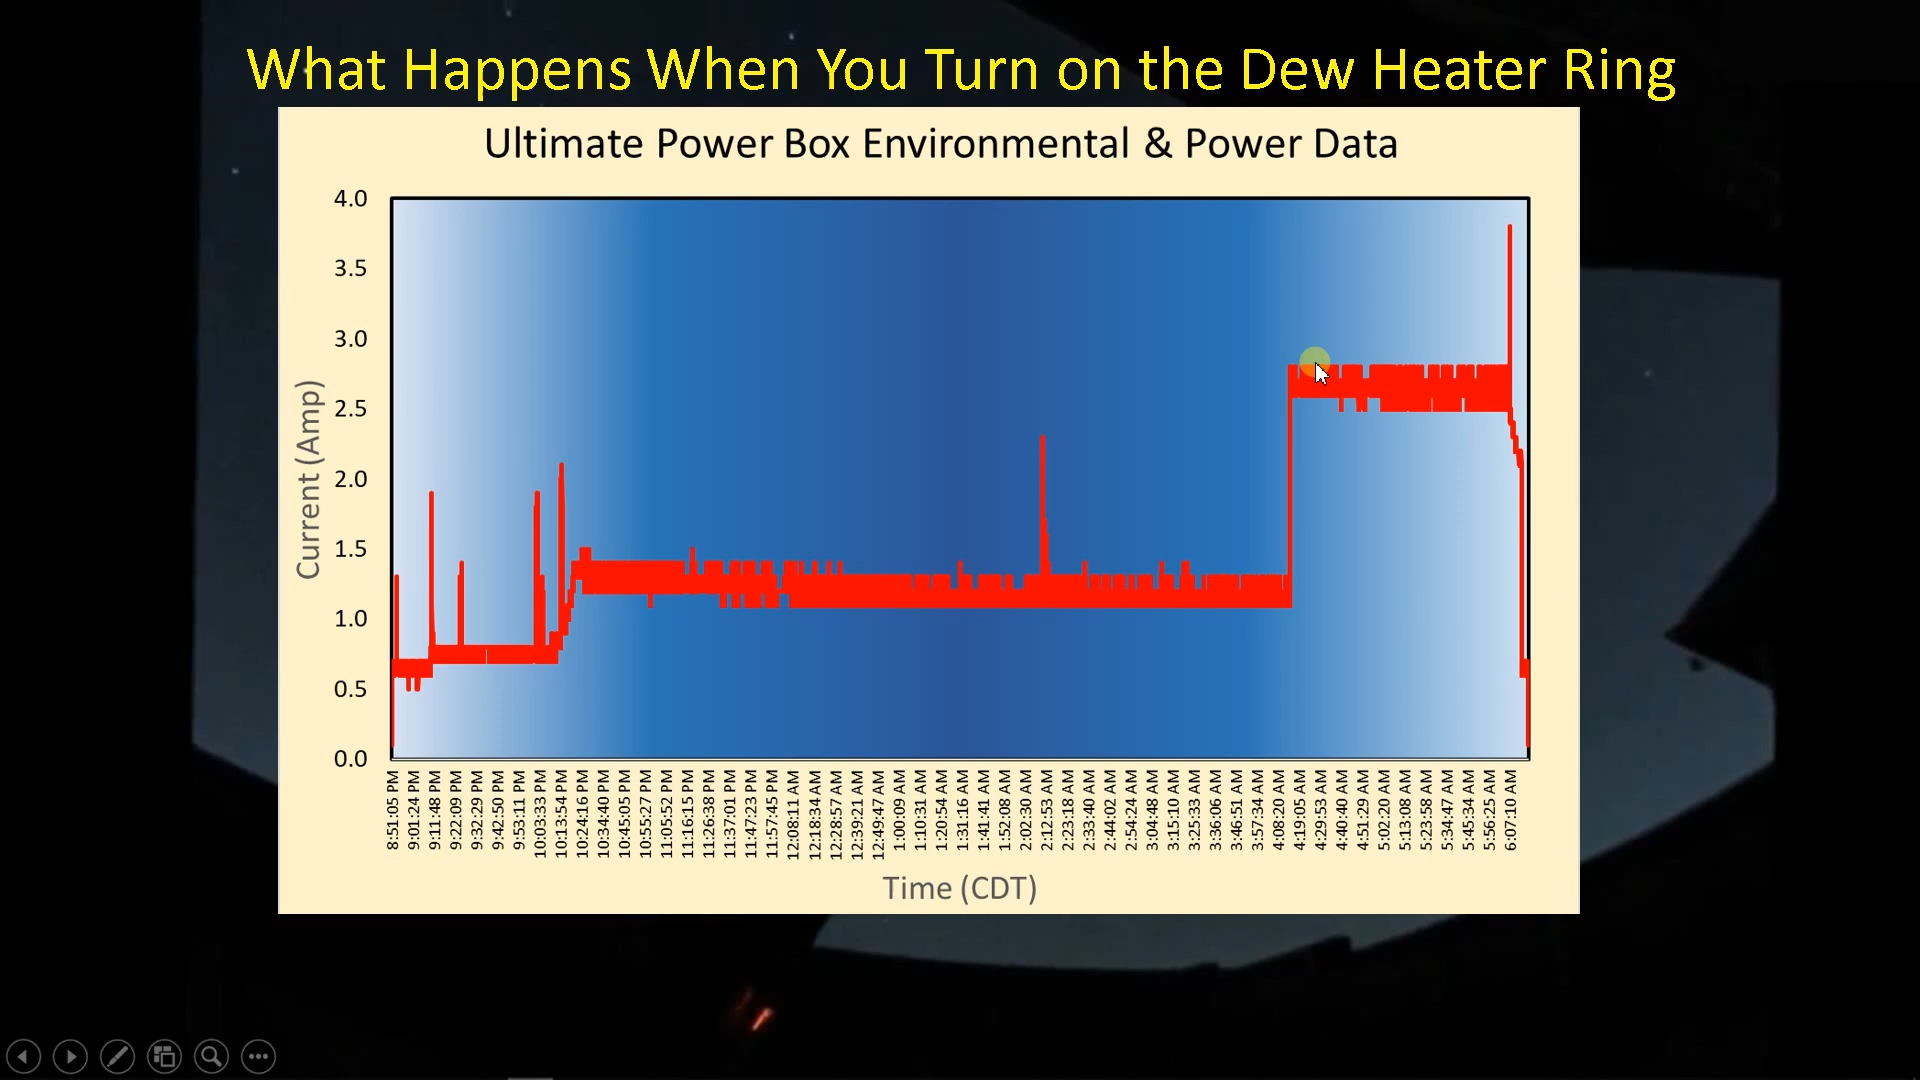 What Happens When You Turn on the Dew Heater Ring
Ultimate Power Box Environmental & Power Data
4.0
3.5
3.0
2.5
2.0
1.5
1.0
0.5
0.0
Current (Amp)
8:51:05 PM
9:01:24 PM
9:11:48 PM
9:22:09 PM
9:32:29 PM
9:42:50 PM
9:53:11 PM
10:03:33 PM
10:13:54 PM
10:24:16 PM
10:34:40 PM
10:45:05 PM
10:55:27 PM
11:05:52 PM
11:16:15 PM
11:26:38 PM
11:37:01 PM
11:47:23 PM
11:57:45 PM
12:08:11 AM
12:18:34 AM
12:28:57 AM
12:39:21 AM
12:49:47 AM
1:00:09 AM
1:10:31 AM
1:20:54 AM
1:31:16 AM
1:41:41 AM
1:52:08 AM
2:02:30 AM
2:12:53 AM
2:23:18 AM
2:33:40 AM
2:44:02 AM
2:54:24 AM
3:04:48 AM
3:15:10 AM
3:25:33 AM
3:36:06 AM
3:46:51 AM
3:57:34 AM
4:08:20 AM
4:19:05 AM
4:29:53 AM
4:40:40 AM
4:51:29 AM
5:02:20 AM
5:13:08 AM
5:23:58 AM
5:34:47 AM
5:45:34 AM
5:56:25 AM
6:07:10 AM
Time (CDT)